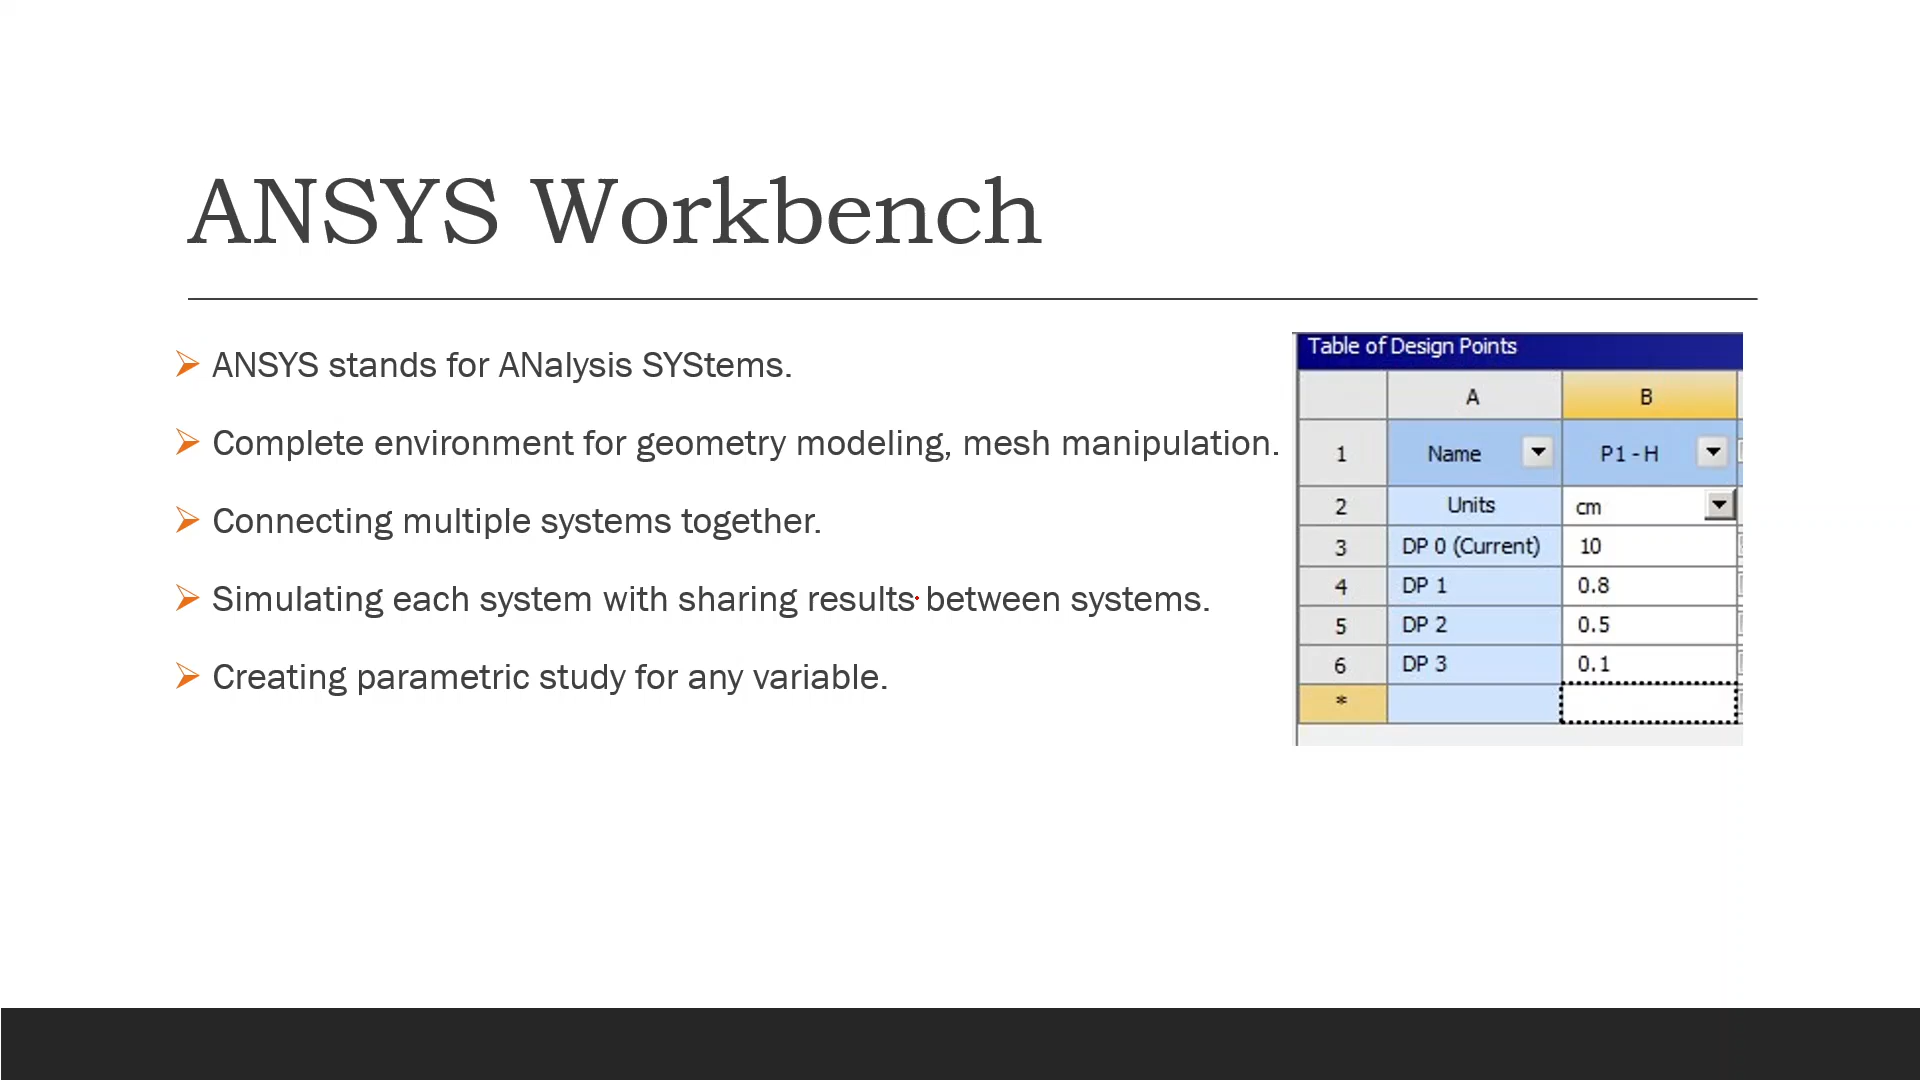 ANSYS Workbench
ANSYS stands for ANalysis SYStems.
Complete environment for geometry modeling, mesh manipulation.
Connecting multiple systems together.
Simulating each system with sharing results between systems.
Creating parametric study for any variable.
Table of Design Points
A B
1 Name P1 - H
2 Units cm
3 DP 0 (Current) 10
4 DP 1 0.8
5 DP 2 0.5
6 DP 3 0.1
*